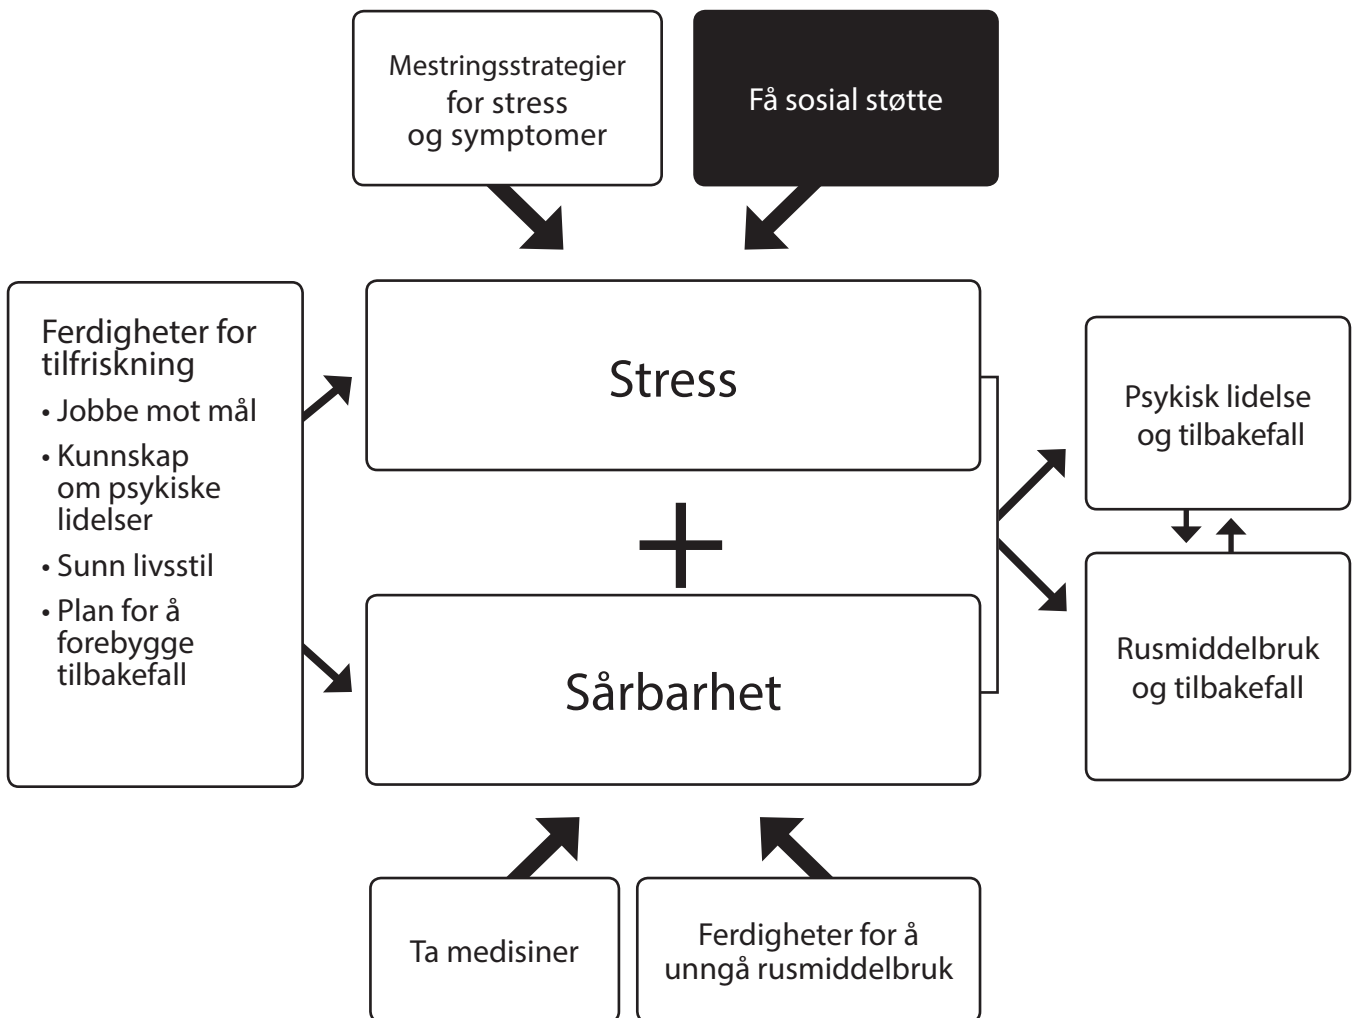 Mestringsstrategier
for stress
og symptomer
Få sosial støtte
Ferdigheter for
tilfriskning
• Jobbe mot mål
• Kunnskap
om psykiske
lidelser
• Sunn livsstil
• Plan for å
forebygge
tilbakefall
Stress
+
Sårbarhet
Psykisk lidelse
og tilbakefall
Rusmiddelbruk
og tilbakefall
Ta medisiner
Ferdigheter for å
unngå rusmiddelbruk